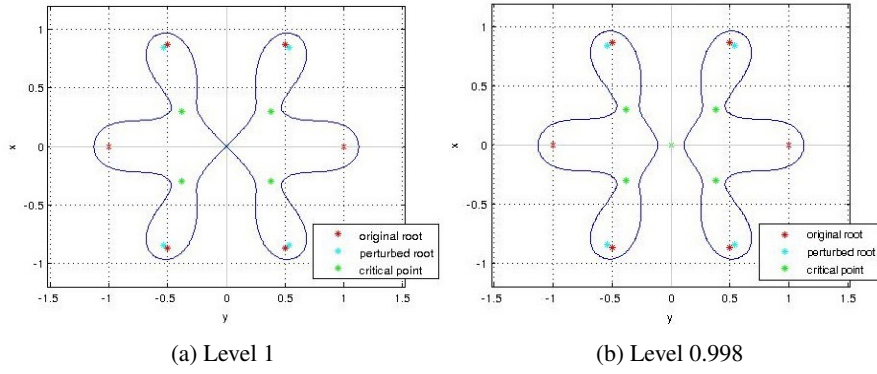 1
0.5
0
-0.5
-1
x
-1.5 -1 -0.5 0 0.5 1 1.5
y
original root
perturbed root
critical point
(a) Level 1
1
0.5
0
-0.5
-1
x
-1.5 -1 -0.5 0 0.5 1 1.5
y
original root
perturbed root
critical point
(b) Level 0.998